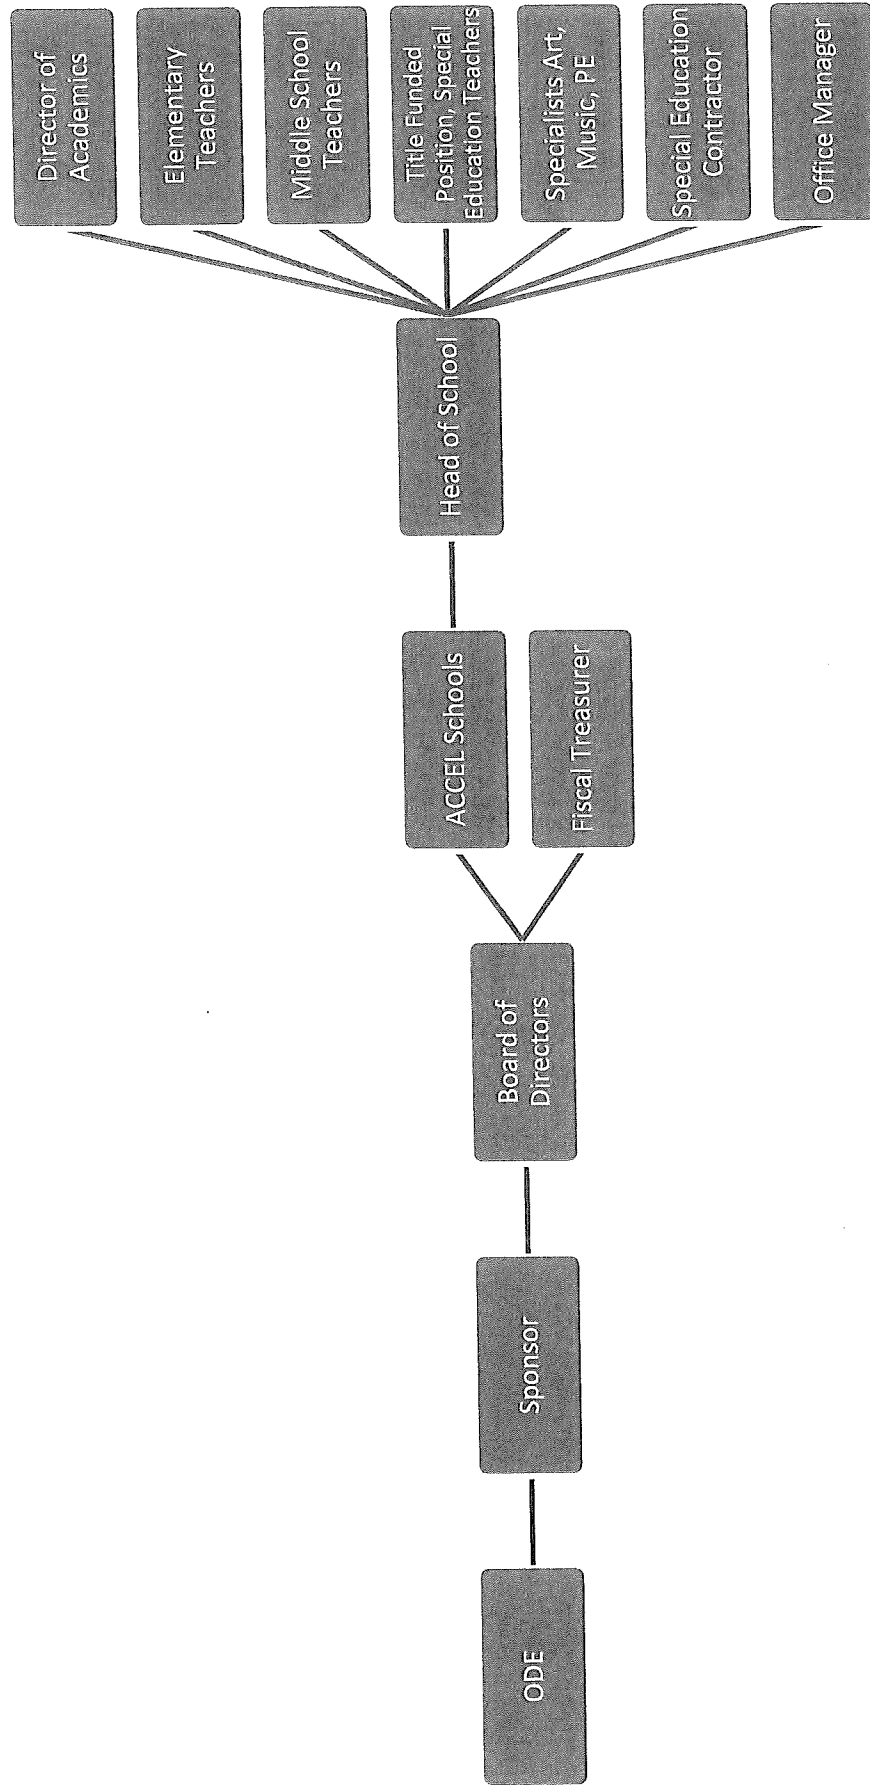 ODE
Sponsor
Board of
Directors
ACCEL Schools
Fiscal Treasurer
Head of School
Director of
Academics
Elementary
Teachers
Middle School
Teachers
Title Funded
Position, Special
Education Teachers
Specialists Art,
Music, PE
Special Education
Contractor
Office Manager